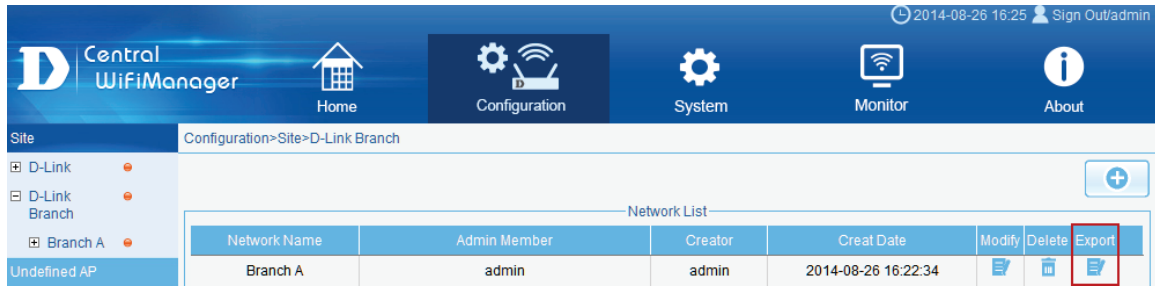 2014-08-26 16:25 Sign Out/admin
D Central WiFiManager
Home Configuration System Monitor About
Site
Configuration>Site>D-Link Branch
D-Link
D-Link Branch
Branch A
Undefined AP
Network List
Network Name Admin Member Creator Creat Date Modify Delete Export
Branch A admin admin 2014-08-26 16:22:34